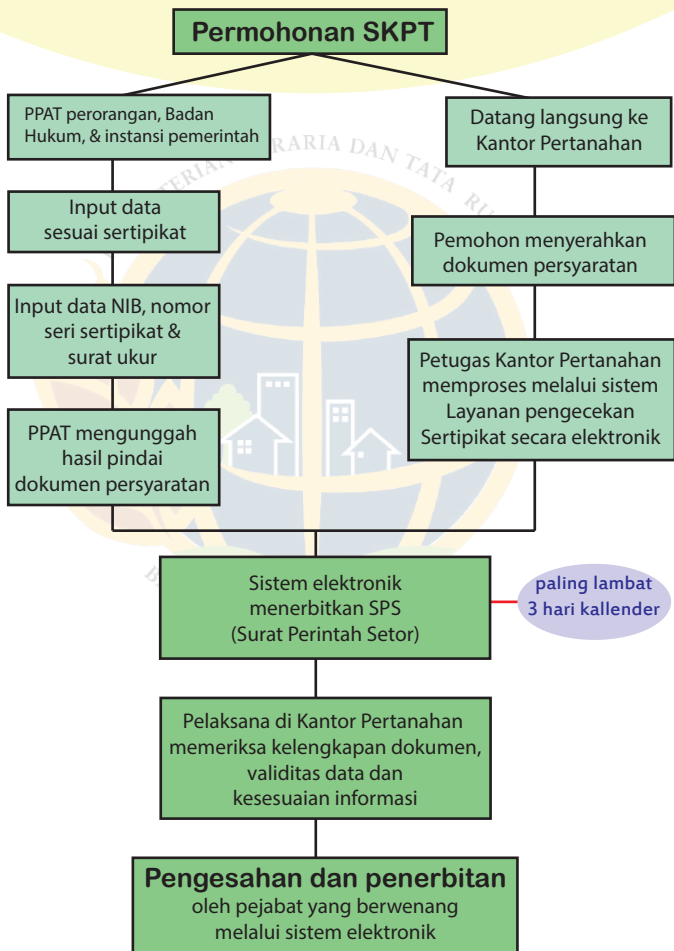 Permohonan SKPT
PPAT perorangan, Badan
Hukum, & instansi pemerintah
Input data
sesuai sertipikat
Input data NIB, nomor
seri sertipikat &
surat ukur
PPAT mengunggah
hasil pindai
dokumen persyaratan
Datang langsung ke
Kantor Pertanahan
Pemohon menyerahkan
dokumen persyaratan
Petugas Kantor Pertanahan
memproses melalui sistem
Layanan pengecekan
Sertipikat secara elektronik
Sistem elektronik
menerbitkan SPS
(Surat Perintah Setor)
paling lambat
3 hari kallender
Pelaksana di Kantor Pertanahan
memeriksa kelengkapan dokumen,
validitas data dan
kesesuaian informasi
Pengesahan dan penerbitan
oleh pejabat yang berwenang
melalui sistem elektronik
DAN TATA